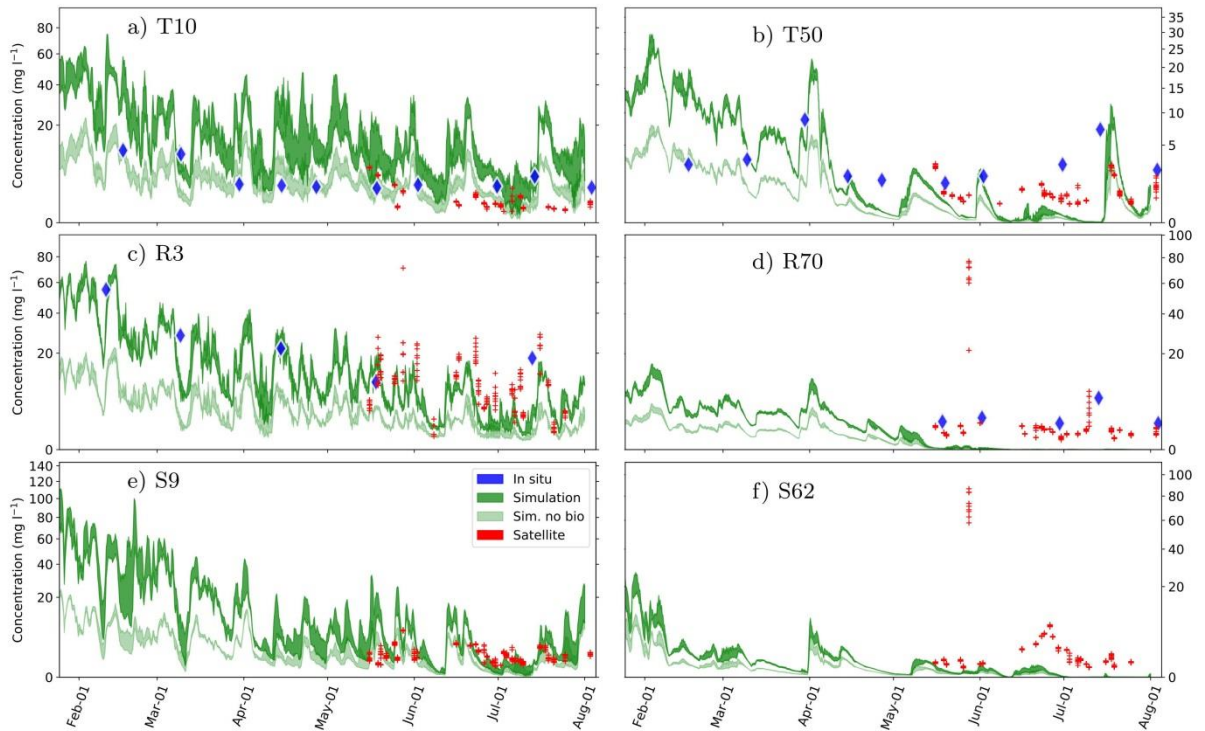 a) T10
b) T50
Concentration (mg l⁻¹)
80
60
40
20
0
35
30
25
20
15
10
5
0
c) R3
d) R70
Concentration (mg l⁻¹)
80
60
40
20
0
100
80
60
40
20
0
e) S9
f) S62
Concentration (mg l⁻¹)
140
120
100
80
60
40
20
0
In situ
Simulation
Sim. no bio
Satellite
100
80
60
40
20
0
Feb-01
Mar-01
Apr-01
May-01
Jun-01
Jul-01
Aug-01
Feb-01
Mar-01
Apr-01
May-01
Jun-01
Jul-01
Aug-01